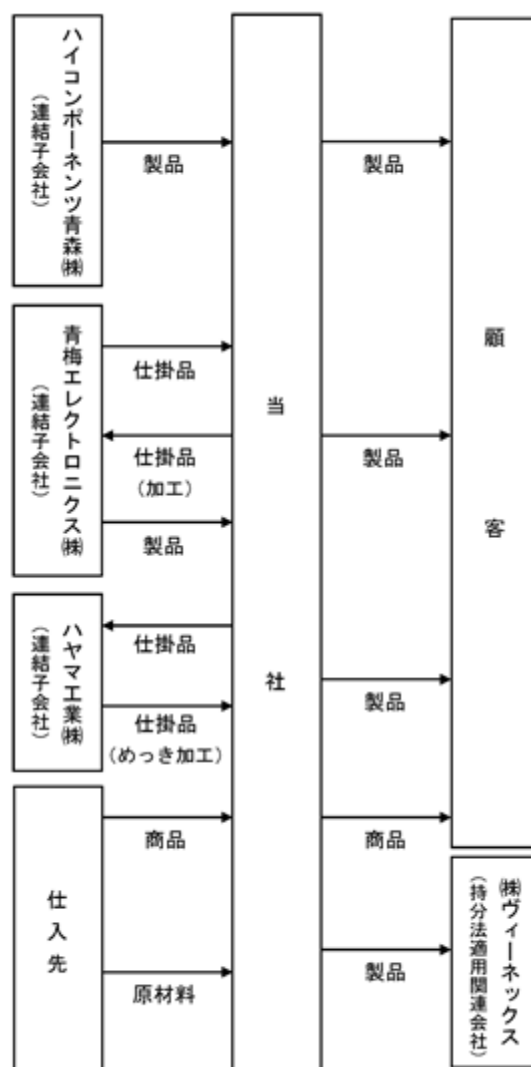 ハイコンポーネンツ青森㈱
（連結子会社）
製品
製品
青梅エレクトロニクス㈱
（連結子会社）
仕掛品
仕掛品
（加工）
製品
製品
ハヤマ工業㈱
（連結子会社）
仕掛品
仕掛品
（めっき加工）
製品
仕入先
商品
原材料
商品
製品
当社
顧客
㈱ヴィーネックス
（持分法適用関連会社）